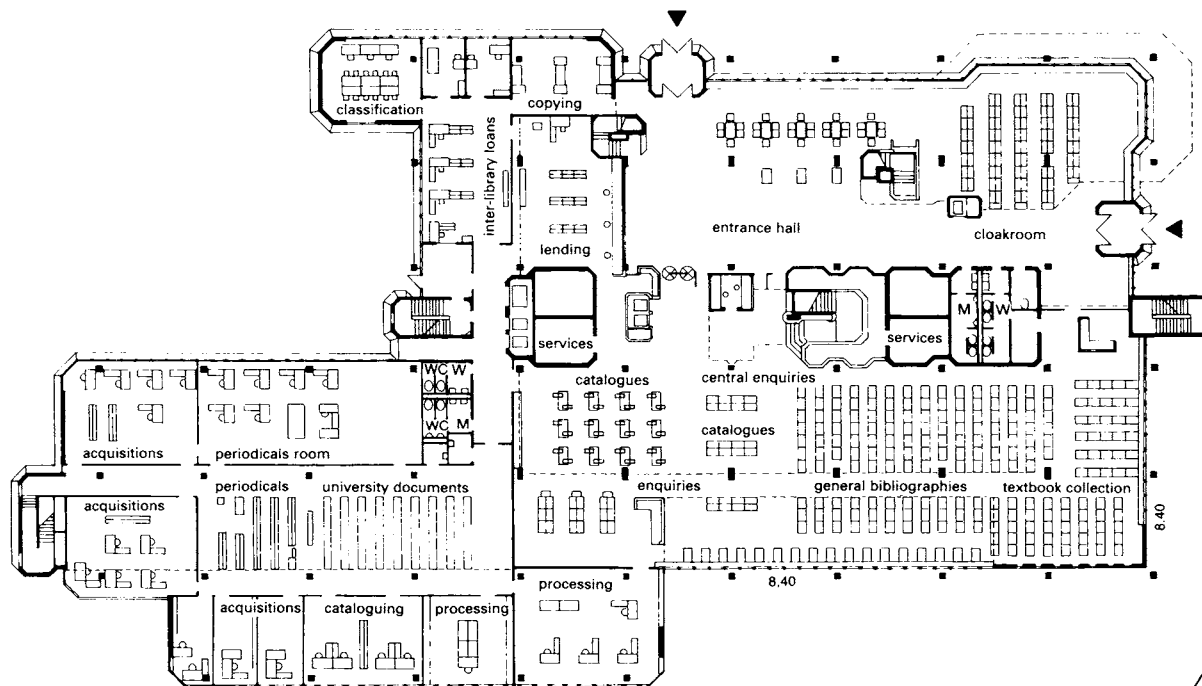 classification
copying
inter-library loans
lending
entrance hall
cloakroom
services
services
M
W
WC
W
WC
M
catalogues
central enquiries
catalogues
acquisitions
periodicals room
periodicals
university documents
enquiries
general bibliographies
textbook collection
acquisitions
8.40
8.40
processing
acquisitions
cataloguing
processing